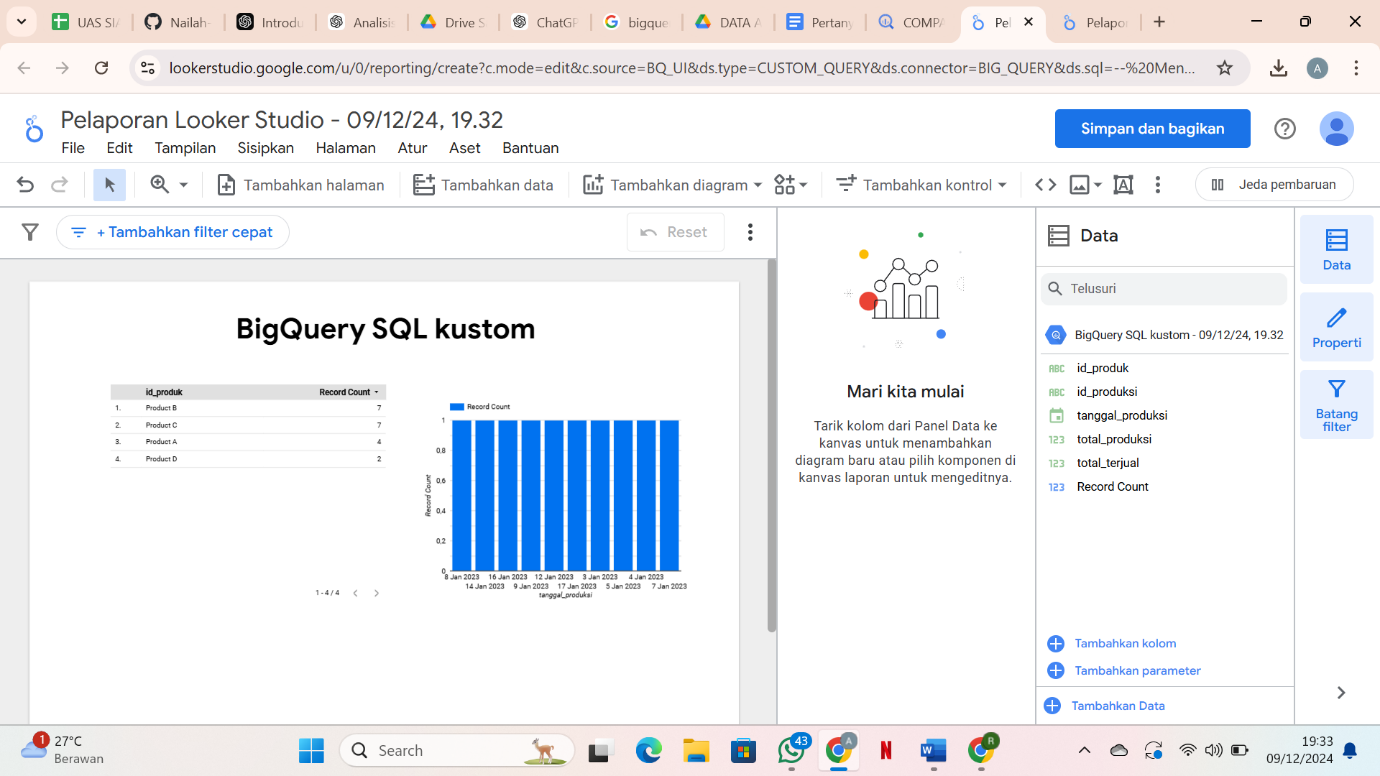 UAS SIA
Nailah-
Introdu
Analisis
Drive S
ChatGP
bigque
DATA A
Pertany
COMPA
Pel
Pelapor
lookerstudio.google.com/u/0/reporting/create?c.mode=edit&c.source=BQ_UI&ds.type=CUSTOM_QUERY&ds.connector=BIG_QUERY&ds.sql=--%20Men...
A
Pelaporan Looker Studio - 09/12/24, 19.32
Simpan dan bagikan
File Edit Tampilan Sisipkan Halaman Atur Aset Bantuan
Tambahkan halaman Tambahkan data Tambahkan diagram Tambahkan kontrol Jeda pembaruan
+ Tambahkan filter cepat
Reset
BigQuery SQL kustom
id_produk Record Count
1. Product B 7
2. Product C 7
3. Product A 4
4. Product D 2
1 - 4 / 4
Record Count
1
0,8
0,6
0,4
0,2
0
Record Count
8 Jan 2023 16 Jan 2023 12 Jan 2023 3 Jan 2023 4 Jan 2023
14 Jan 2023 9 Jan 2023 17 Jan 2023 5 Jan 2023 7 Jan 2023
tanggal_produksi
Mari kita mulai
Tarik kolom dari Panel Data ke
kanvas untuk menambahkan
diagram baru atau pilih komponen di
kanvas laporan untuk mengeditnya.
Data
Telusuri
BigQuery SQL kustom - 09/12/24, 19.32
ABC id_produk
ABC id_produksi
tanggal_produksi
123 total_produksi
123 total_terjual
123 Record Count
Tambahkan kolom
Tambahkan parameter
Tambahkan Data
Data
Properti
Batang
filter
1
27°C
Berawan
Search
43
A
N
W
R
19:33
09/12/2024